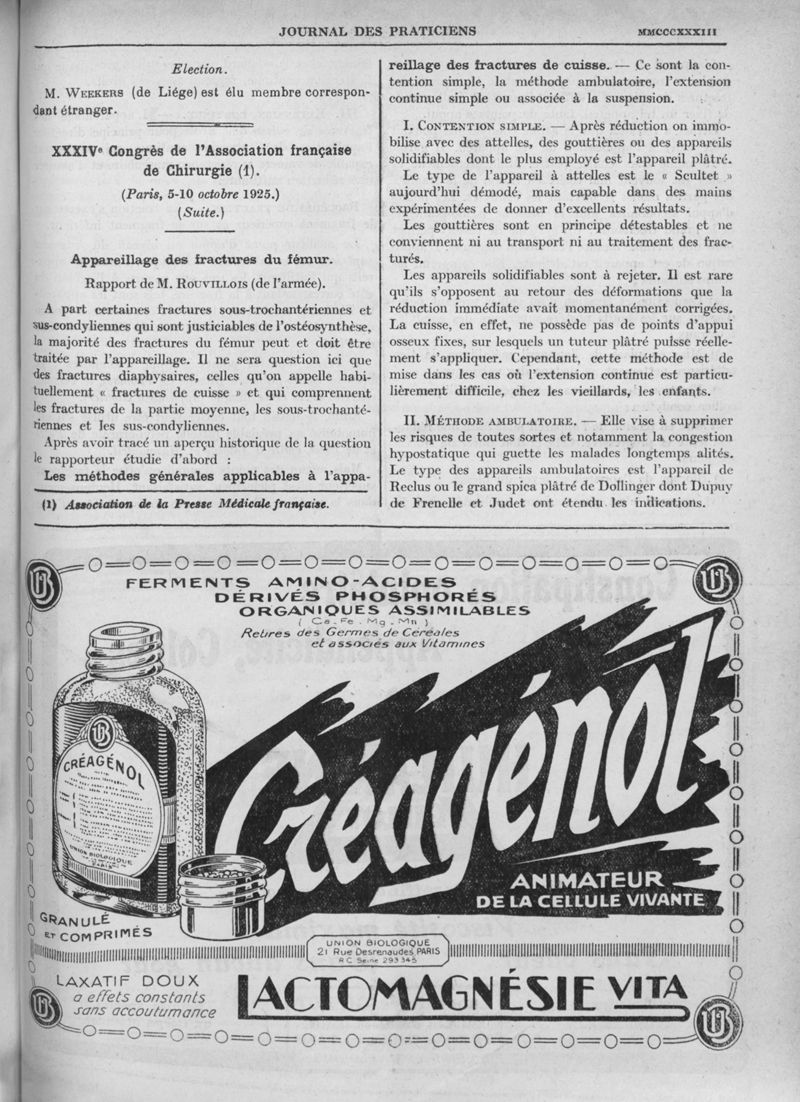 JOURNAL DES PRATICIENS
MMCCCXXXIII
Election.
M. WEEKERS (de Liége) est élu membre correspon-
dant étranger.
XXXIVe Congrès de l'Association française
de Chirurgie (1).
(Paris, 5-10 octobre 1925.)
(Suite.)
Appareillage des fractures du fémur.
Rapport de M. ROUVILLOIS (de l'armée).
A part certaines fractures sous-trochantériennes et
sus-condyliennes qui sont justiciables de l'ostéosynthèse,
la majorité des fractures du fémur peut et doit être
traitée par l'appareillage. Il ne sera question ici que
des fractures diaphysaires, celles qu'on appelle habi-
tuellement « fractures de cuisse » et qui comprennent
les fractures de la partie moyenne, les sous-trochanté-
riennes et les sus-condyliennes.
Après avoir tracé un aperçu historique de la question
le rapporteur étudie d'abord :
Les méthodes générales applicables à l'appa-
(1) Association de la Presse Médicale française.
reillage des fractures de cuisse. — Ce sont la con-
tention simple, la méthode ambulatoire, l'extension
continue simple ou associée à la suspension.
I. CONTENTION SIMPLE. — Après réduction on immo-
bilise avec des attelles, des gouttières ou des appareils
solidifiables dont le plus employé est l'appareil plâtré.
Le type de l'appareil à attelles est le « Scultet »
aujourd'hui démodé, mais capable dans des mains
expérimentées de donner d'excellents résultats.
Les gouttières sont en principe détestables et ne
conviennent ni au transport ni au traitement des frac-
turés.
Les appareils solidifiables sont à rejeter. Il est rare
qu'ils s'opposent au retour des déformations que la
réduction immédiate avait momentanément corrigées.
La cuisse, en effet, ne possède pas de points d'appui
osseux fixes, sur lesquels un tuteur plâtré puisse réelle-
ment s'appliquer. Cependant, cette méthode est de
mise dans les cas où l'extension continue est particu-
lièrement difficile, chez les vieillards, les enfants.
II. MÉTHODE AMBULATOIRE. — Elle vise à supprimer
les risques de toutes sortes et notamment la congestion
hypostatique qui guette les malades longtemps alités.
Le type des appareils ambulatoires est l'appareil de
Reclus ou le grand spica plâtré de Dollinger dont Dupuy
de Frenelle et Judet ont étendu les indications.
FERMENTS AMINO-ACIDES
DÉRIVÉS PHOSPHORÉS
ORGANIQUES ASSIMILABLES
( Ca . Fe . Mg . Mn )
Retirés des Germes de Céréales
et associés aux Vitamines
CRÉAGÉNOL
UNION BIOLOGIQUE
PARIS
Créagénol
ANIMATEUR
DE LA CELLULE VIVANTE
GRANULÉ
ET COMPRIMÉS
UNION BIOLOGIQUE
21 Rue Desrenaudes. PARIS
R C Seine 293 345
LAXATIF DOUX
a effets constants
sans accoutumance
LACTOMAGNÉSIE VITA